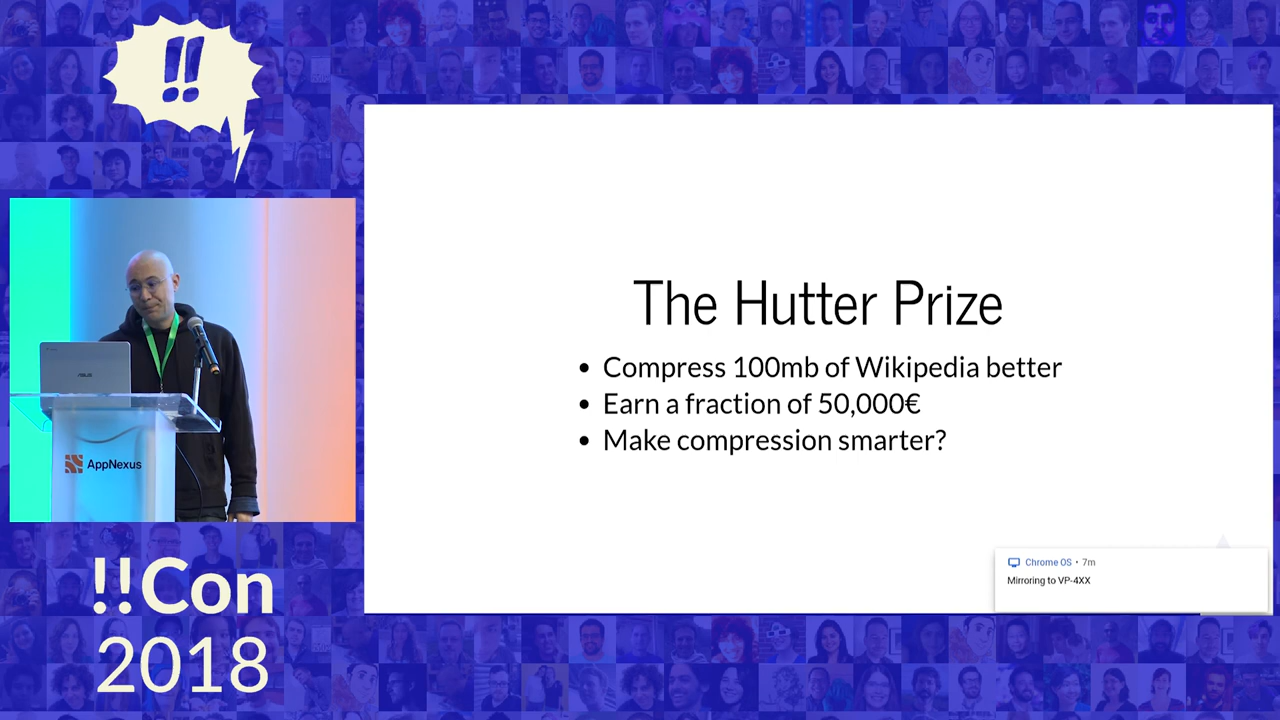 !!
The Hutter Prize
• Compress 100mb of Wikipedia better
• Earn a fraction of 50,000€
• Make compression smarter?
ASUS
AppNexus
Chrome OS • 7m
Mirroring to VP-4XX
!!Con
2018